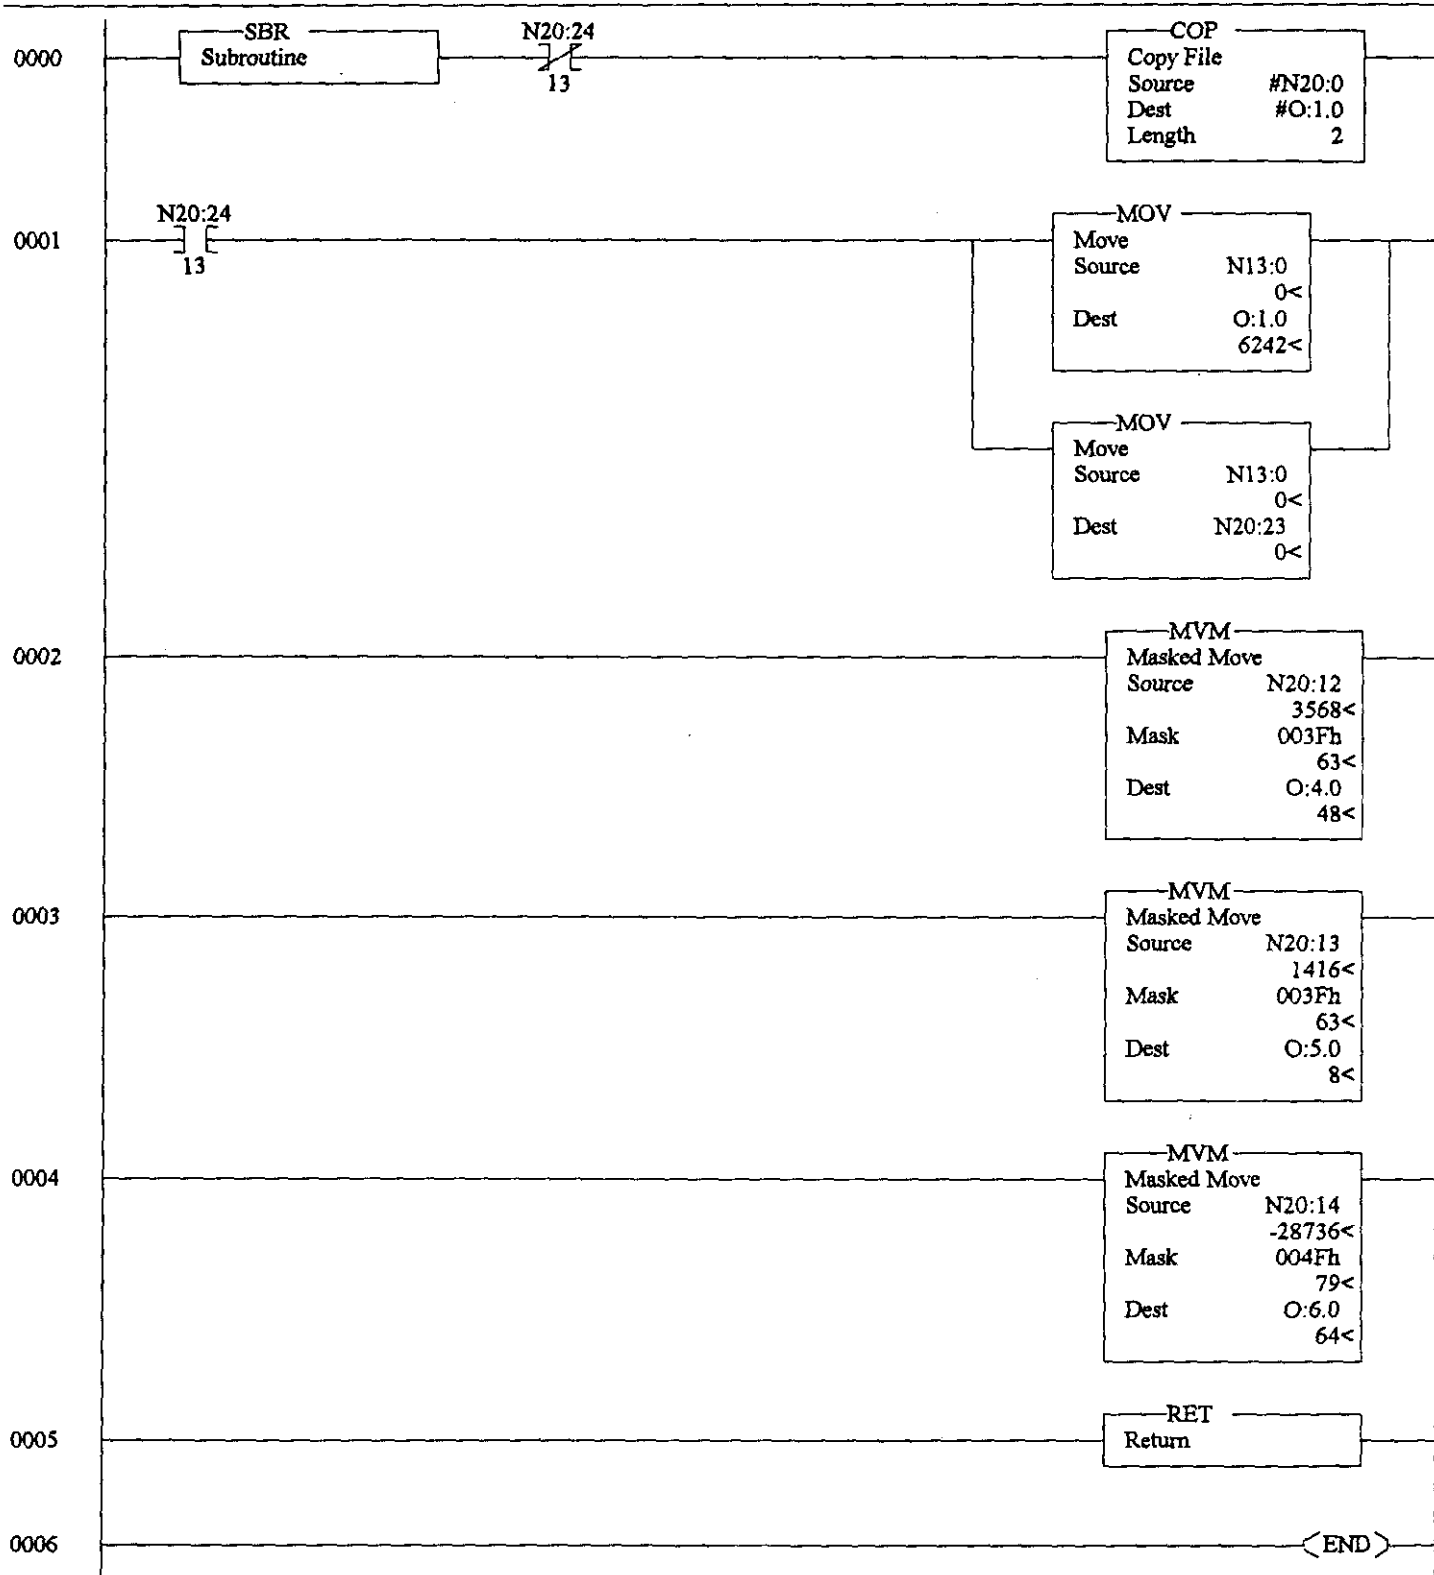 SBR
N20:24
COP
0000
Subroutine
Copy File
13
Source #N20:0
Dest #O:1.0
Length 2
N20:24
MOV
0001
Move
13
Source N13:0
0<
Dest O:1.0
6242<
MOV
Move
Source N13:0
0<
Dest N20:23
0<
MVM
0002
Masked Move
Source N20:12
3568<
Mask 003Fh
63<
Dest O:4.0
48<
MVM
0003
Masked Move
Source N20:13
1416<
Mask 003Fh
63<
Dest O:5.0
8<
MVM
0004
Masked Move
Source N20:14
-28736<
Mask 004Fh
79<
Dest O:6.0
64<
RET
0005
Return
0006
END